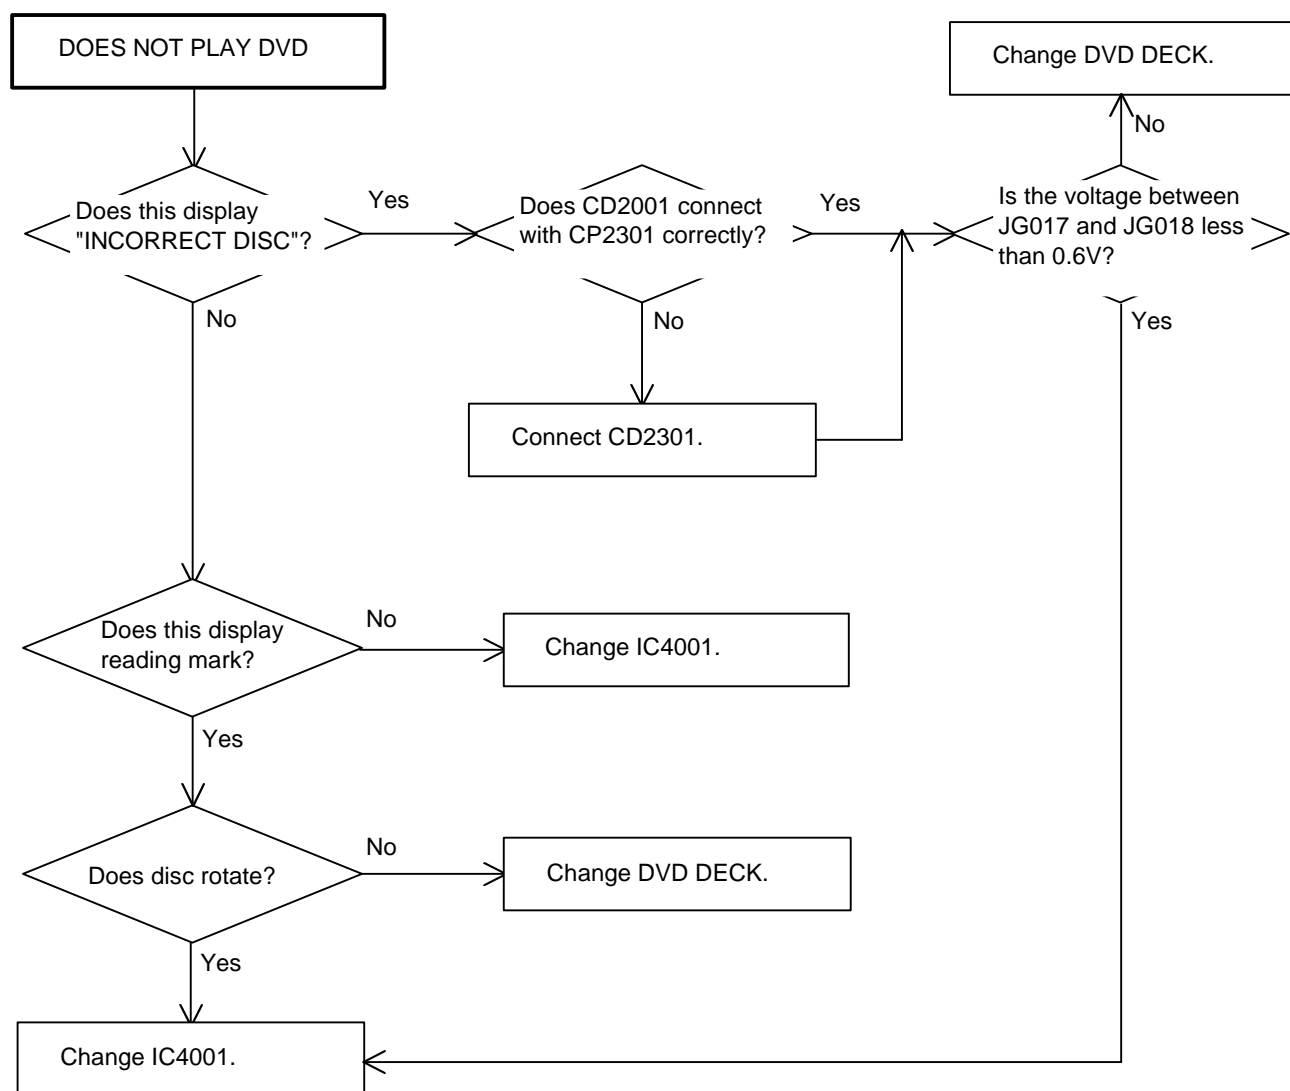 DOES NOT PLAY DVD
Change DVD DECK.
No
Does this display
"INCORRECT DISC"?
Yes
Does CD2001 connect
with CP2301 correctly?
Yes
Is the voltage between
JG017 and JG018 less
than 0.6V?
No
No
Yes
Connect CD2301.
Does this display
reading mark?
No
Change IC4001.
Yes
Does disc rotate?
No
Change DVD DECK.
Yes
Change IC4001.